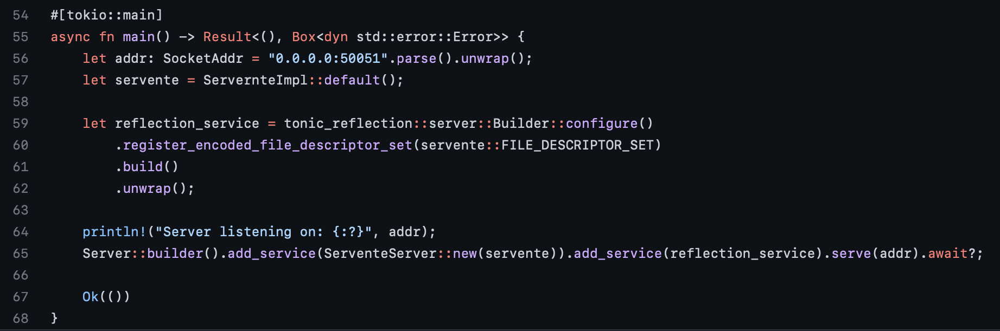 54 #[tokio::main]
55 async fn main() -> Result<(), Box<dyn std::error::Error>> {
56     let addr: SocketAddr = "0.0.0.0:50051".parse().unwrap();
57     let servente = ServernteImpl::default();
58
59     let reflection_service = tonic_reflection::server::Builder::configure()
60         .register_encoded_file_descriptor_set(servente::FILE_DESCRIPTOR_SET)
61         .build()
62         .unwrap();
63
64     println!("Server listening on: {:?}", addr);
65     Server::builder().add_service(ServenteServer::new(servente)).add_service(reflection_service).serve(addr).await?;
66
67     Ok(())
68 }